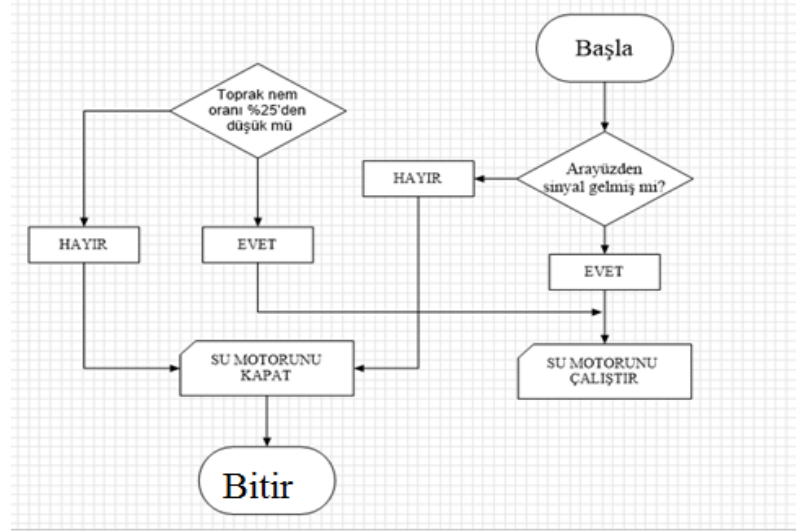 Başla
Toprak nem
oranı %25'den
düşük mü
Arayüzden
sinyal gelmiş mi?
HAYIR
HAYIR
EVET
EVET
SU MOTORUNU
KAPAT
SU MOTORUNU
ÇALIŞTIR
Bitir